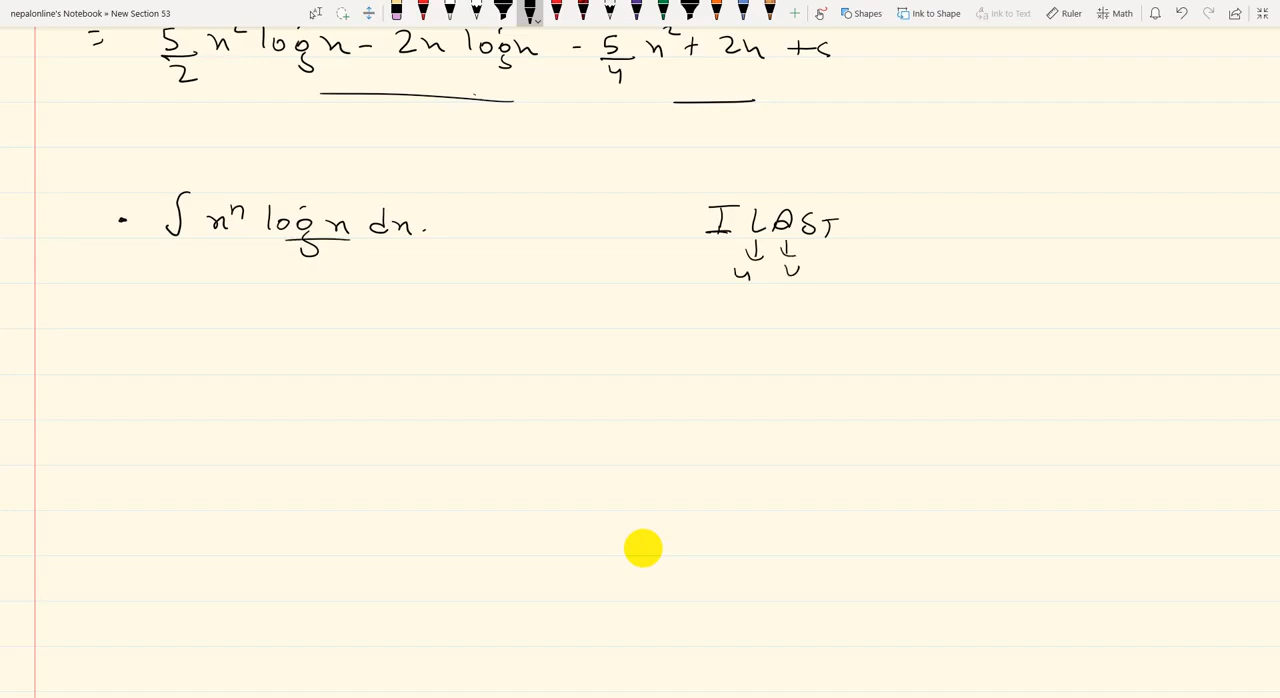 nepalonline's Notebook » New Section 53
Shapes Ink to Shape Ink to Text Ruler Math
= 5/2 x² log x - 2x log x - 5/4 x² + 2x + c
• ∫ xⁿ log x dx.
I L A S T
↓ ↓
u v